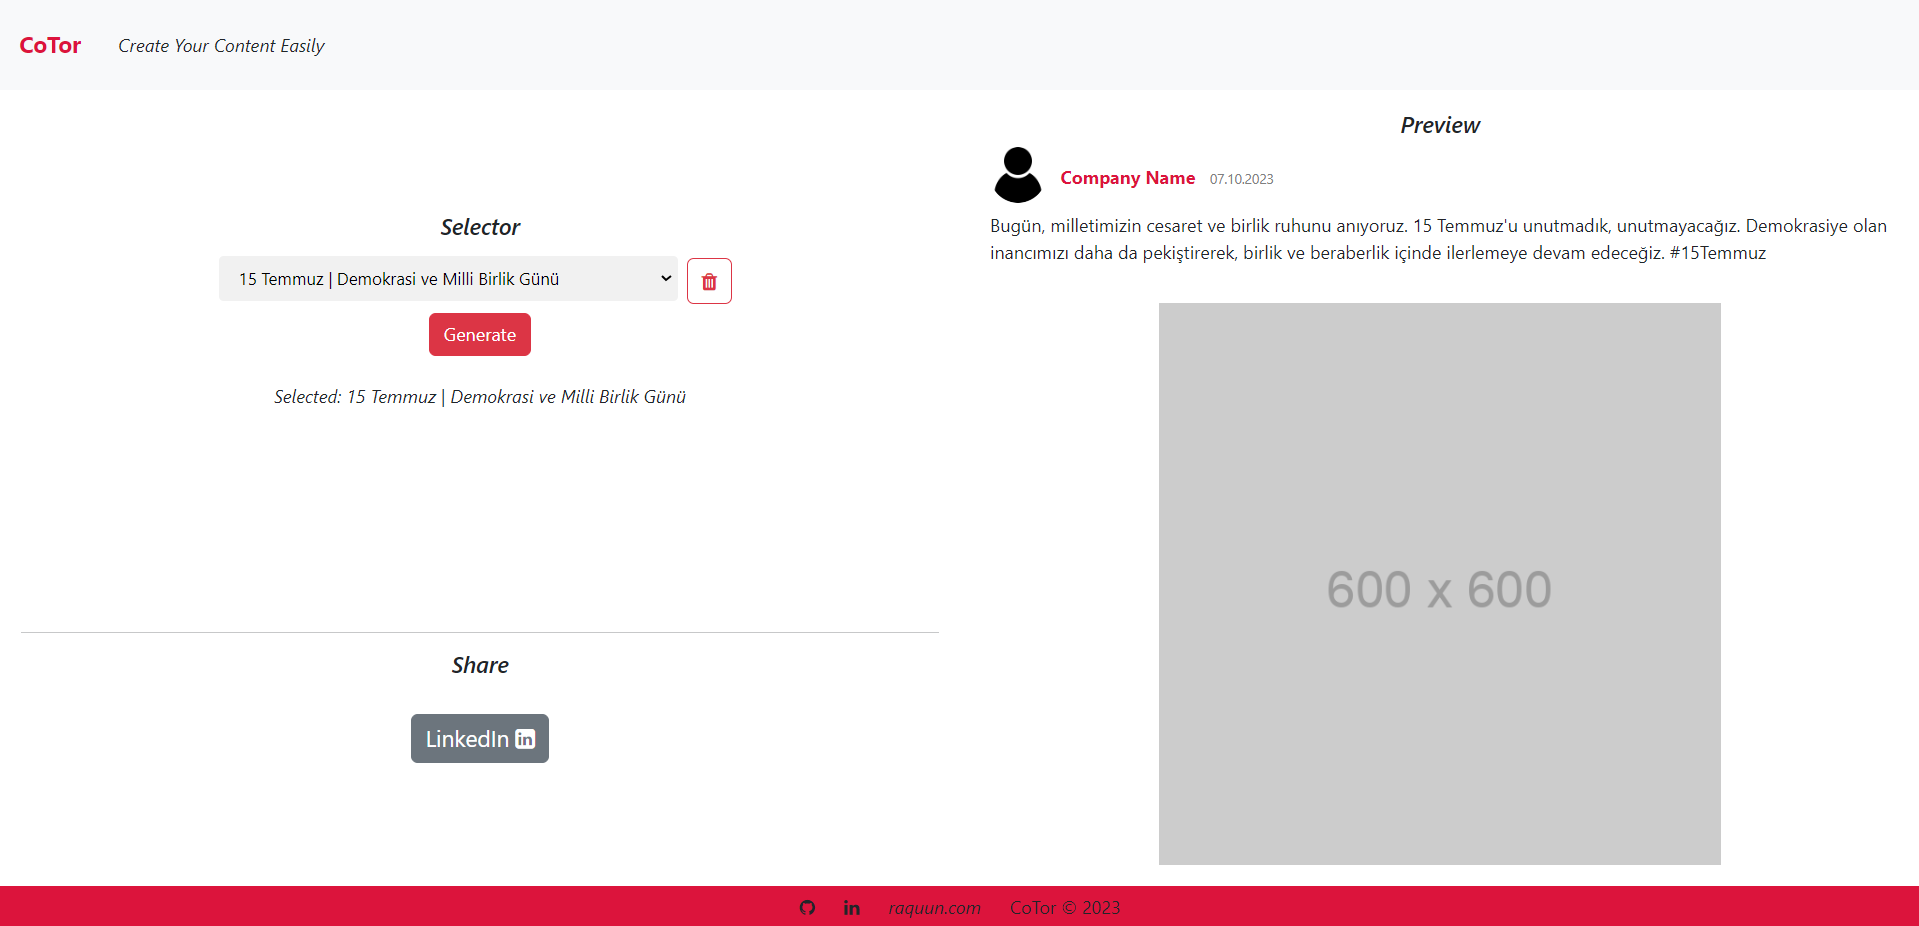 CoTor
Create Your Content Easily
Selector
15 Temmuz | Demokrasi ve Milli Birlik Günü
Generate
Selected: 15 Temmuz | Demokrasi ve Milli Birlik Günü
Share
LinkedIn in
Preview
Company Name 07.10.2023
Bugün, milletimizin cesaret ve birlik ruhunu anıyoruz. 15 Temmuz'u unutmadık, unutmayacağız. Demokrasiye olan
inancımızı daha da pekiştirerek, birlik ve beraberlik içinde ilerlemeye devam edeceğiz. #15Temmuz
600 x 600
in raquun.com CoTor © 2023